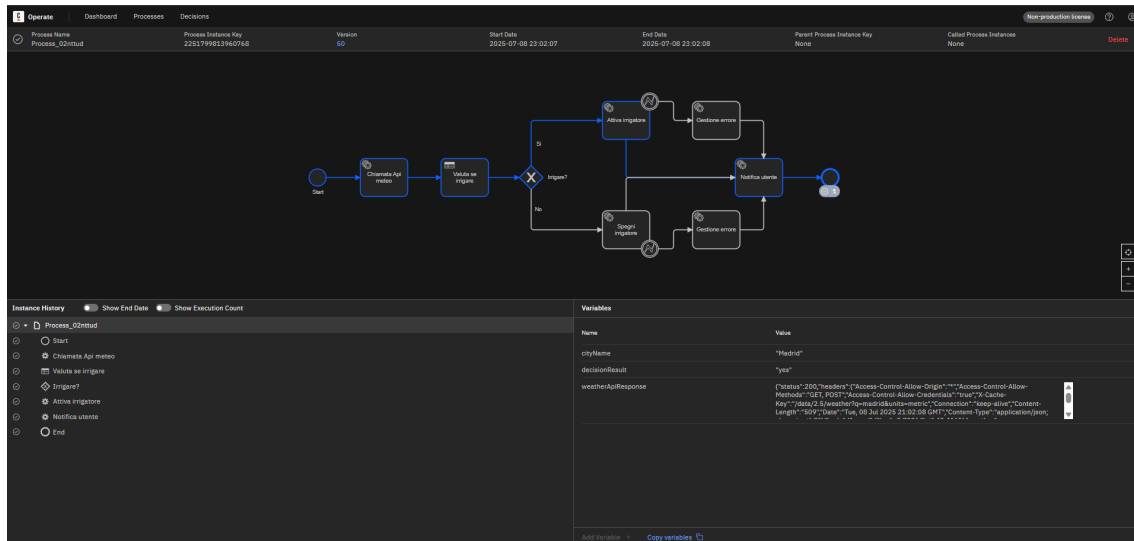 Operate Dashboard Processes Decisions Non-production license
Process Name Process Instance Key Version Start Date End Date Parent Process Instance Key Called Process Instances
Process_02nttud 2251799813960768 50 2025-07-08 23:02:07 2025-07-08 23:02:08 None None Delete
Attiva irrigatore
Gestione errore
Si
Chiamata Api meteo
Valuta se irrigare
Irrigare?
Notifica utente
Start
No
Spegni irrigatore
Gestione errore
Instance History Show End Date Show Execution Count
Process_02nttud
Start
Chiamata Api meteo
Valuta se irrigare
Irrigare?
Attiva irrigatore
Notifica utente
End
Variables
Name Value
cityName "Madrid"
decisionResult "yes"
weatherApiResponse {"status":200,"headers":{"Access-Control-Allow-Origin":"*","Access-Control-Allow-
Methods":"GET, POST","Access-Control-Allow-Credentials":"true","X-Cache-
Key":"/data/2.5/weather?q=madrid&units=metric","Connection":"keep-alive","Content-
Length":"509","Date":"Tue, 08 Jul 2025 21:02:08 GMT","Content-Type":"application/json;
Add Variable + Copy variables